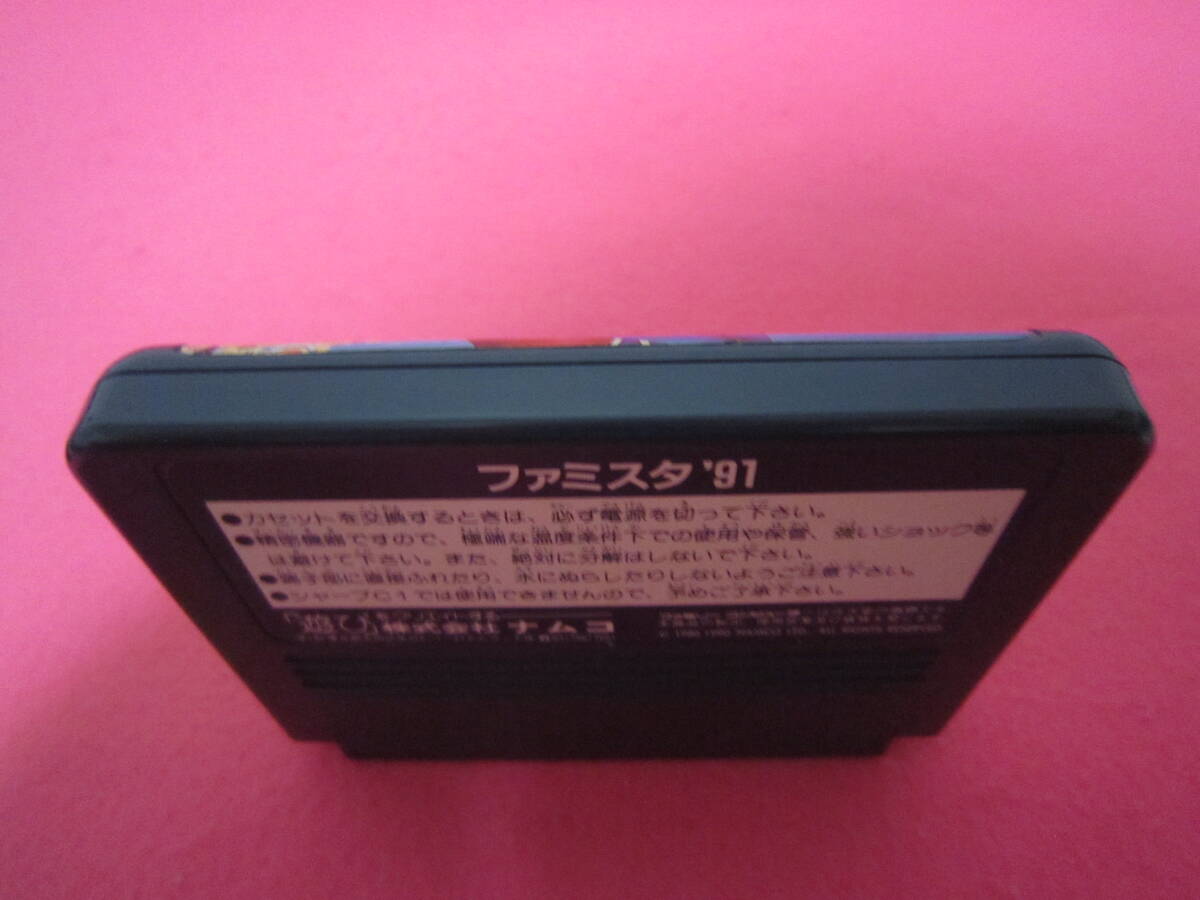 ファミスタ '91
●カセットを交換するときは、必ず電源を切って下さい。
●精密機器ですので、極端な温度条件下での使用や保管、強いショックを
は避けて下さい。また、絶対に分解はしないで下さい。
●端子部に直接ふれたり、水にぬらしたりしないようご注意下さい。
●シャープC1では使用できませんので、予めご了承下さい。
株式会社 ナムコ